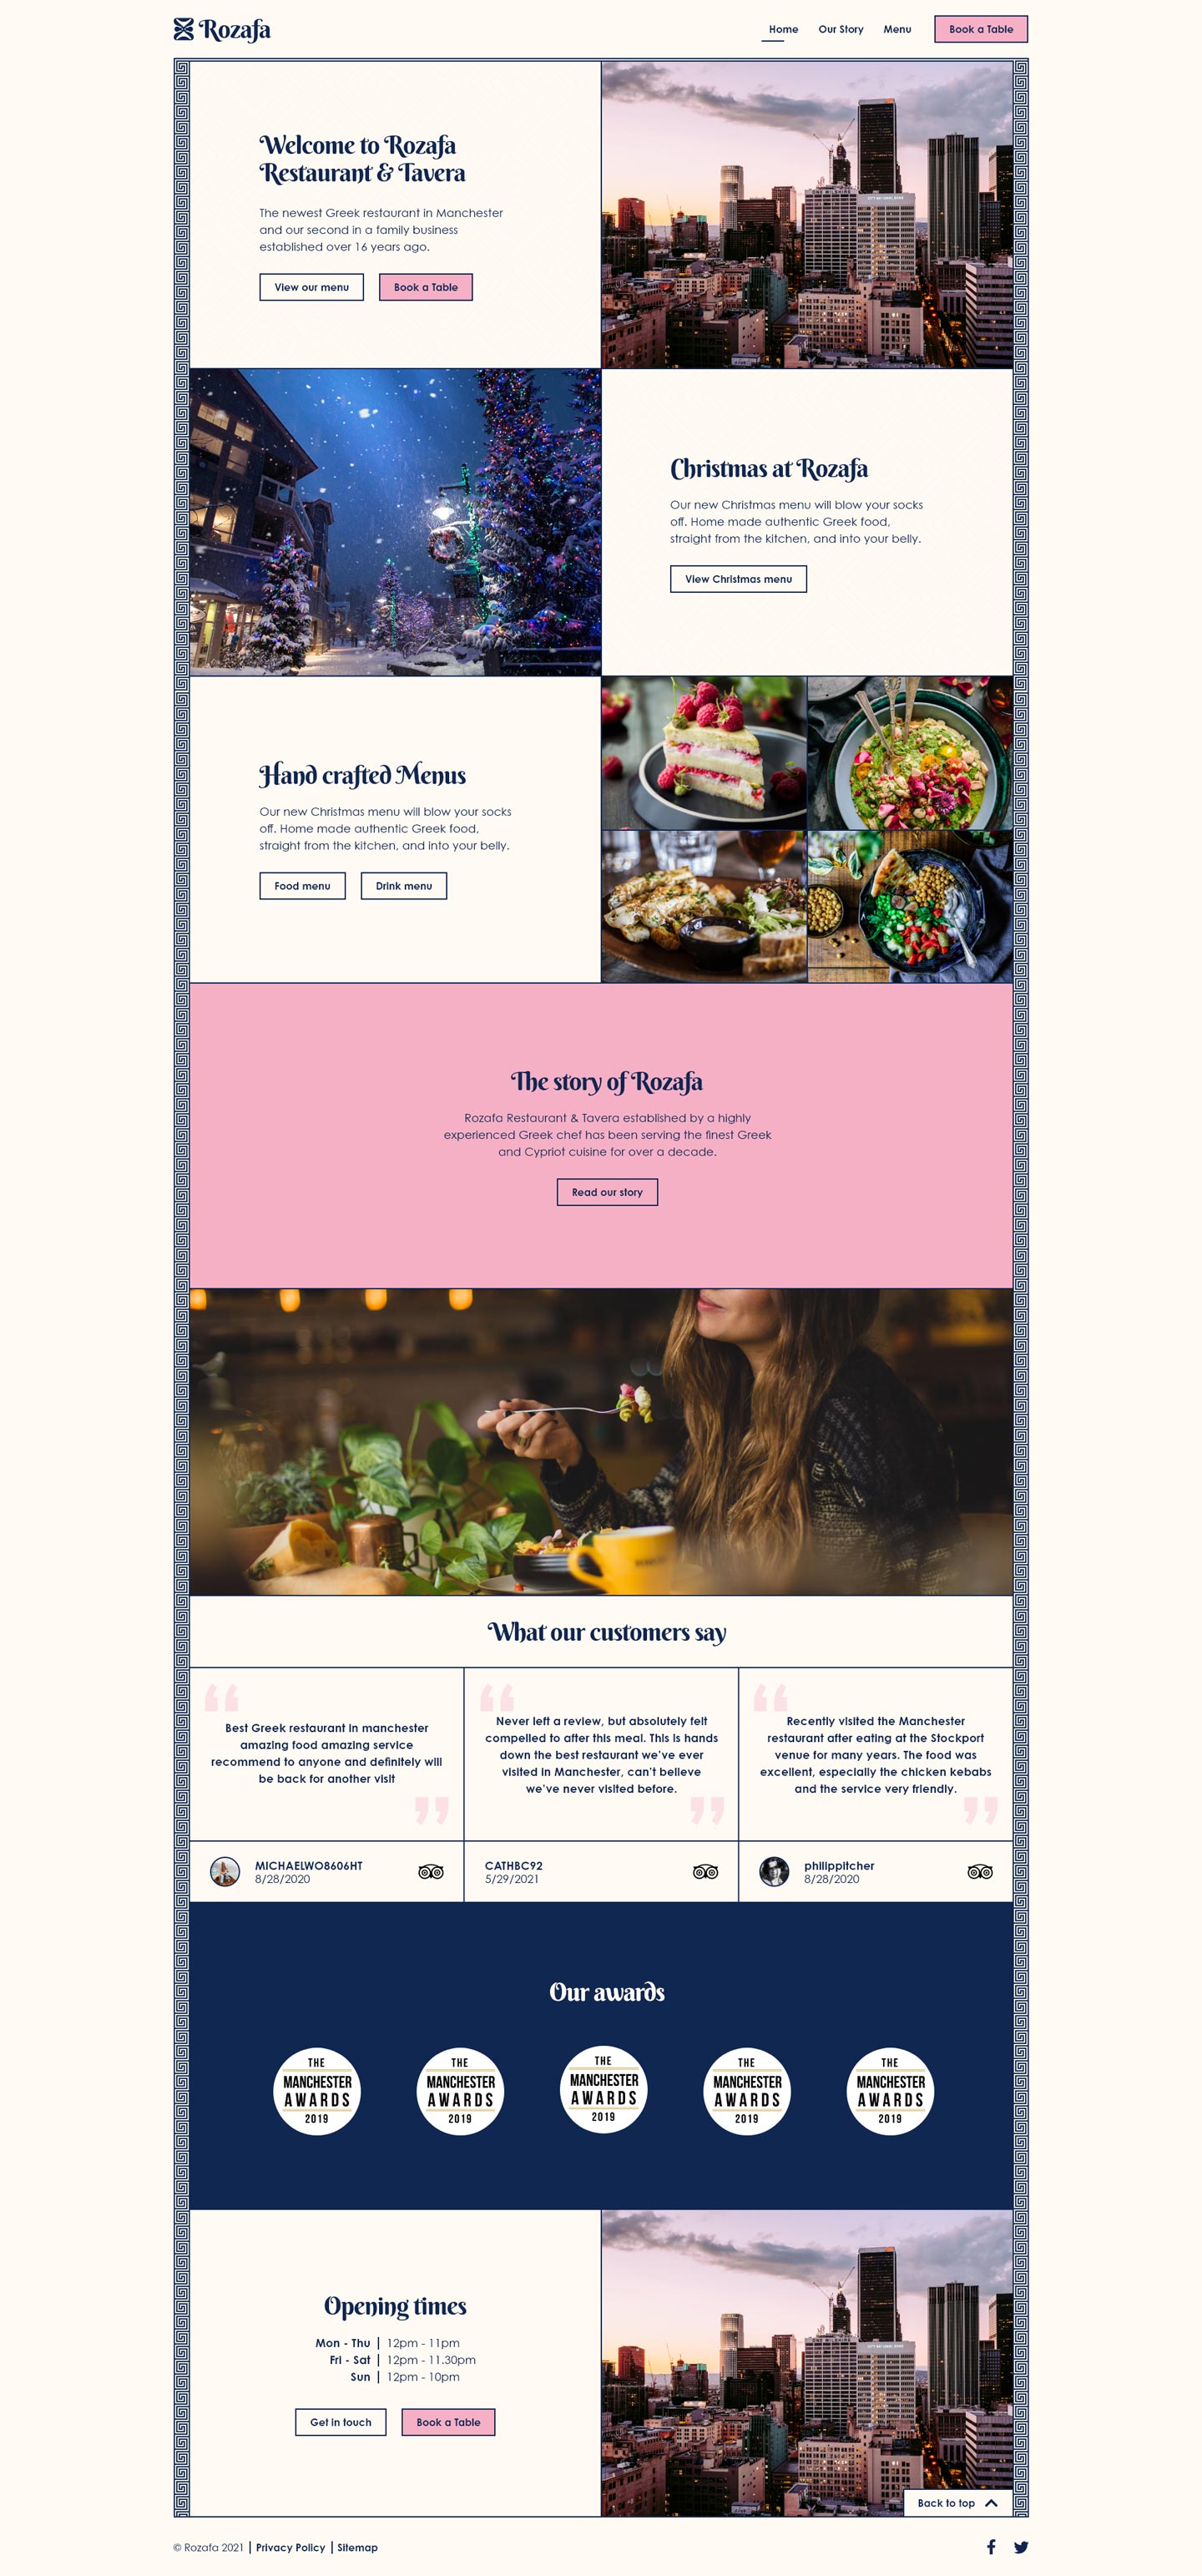 Rozafa
Home
Our Story
Menu
Book a Table
Welcome to Rozafa
Restaurant & Tavera
The newest Greek restaurant in Manchester
and our second in a family business
established over 16 years ago.
View our menu
Book a Table
Christmas at Rozafa
Our new Christmas menu will blow your socks
off. Home made authentic Greek food,
straight from the kitchen, and into your belly.
View Christmas menu
Hand crafted Menus
Our new Christmas menu will blow your socks
off. Home made authentic Greek food,
straight from the kitchen, and into your belly.
Food menu
Drink menu
The story of Rozafa
Rozafa Restaurant & Tavera established by a highly
experienced Greek chef has been serving the finest Greek
and Cypriot cuisine for over a decade.
Read our story
What our customers say
Best Greek restaurant in manchester
amazing food amazing service
recommend to anyone and definitely will
be back for another visit
MICHAELWO8606HT
8/28/2020
Never left a review, but absolutely felt
compelled to after this meal. This is hands
down the best restaurant we've ever
visited in Manchester, can't believe
we've never visited before.
CATHBC92
5/29/2021
Recently visited the Manchester
restaurant after eating at the Stockport
venue for many years. The food was
excellent, especially the chicken kebabs
and the service very friendly.
philippitcher
8/28/2020
Our awards
THE
MANCHESTER
AWARDS
2019
THE
MANCHESTER
AWARDS
2019
THE
MANCHESTER
AWARDS
2019
THE
MANCHESTER
AWARDS
2019
THE
MANCHESTER
AWARDS
2019
Opening times
Mon - Thu | 12pm - 11pm
Fri - Sat | 12pm - 11.30pm
Sun | 12pm - 10pm
Get in touch
Book a Table
Back to top
© Rozafa 2021 | Privacy Policy | Sitemap